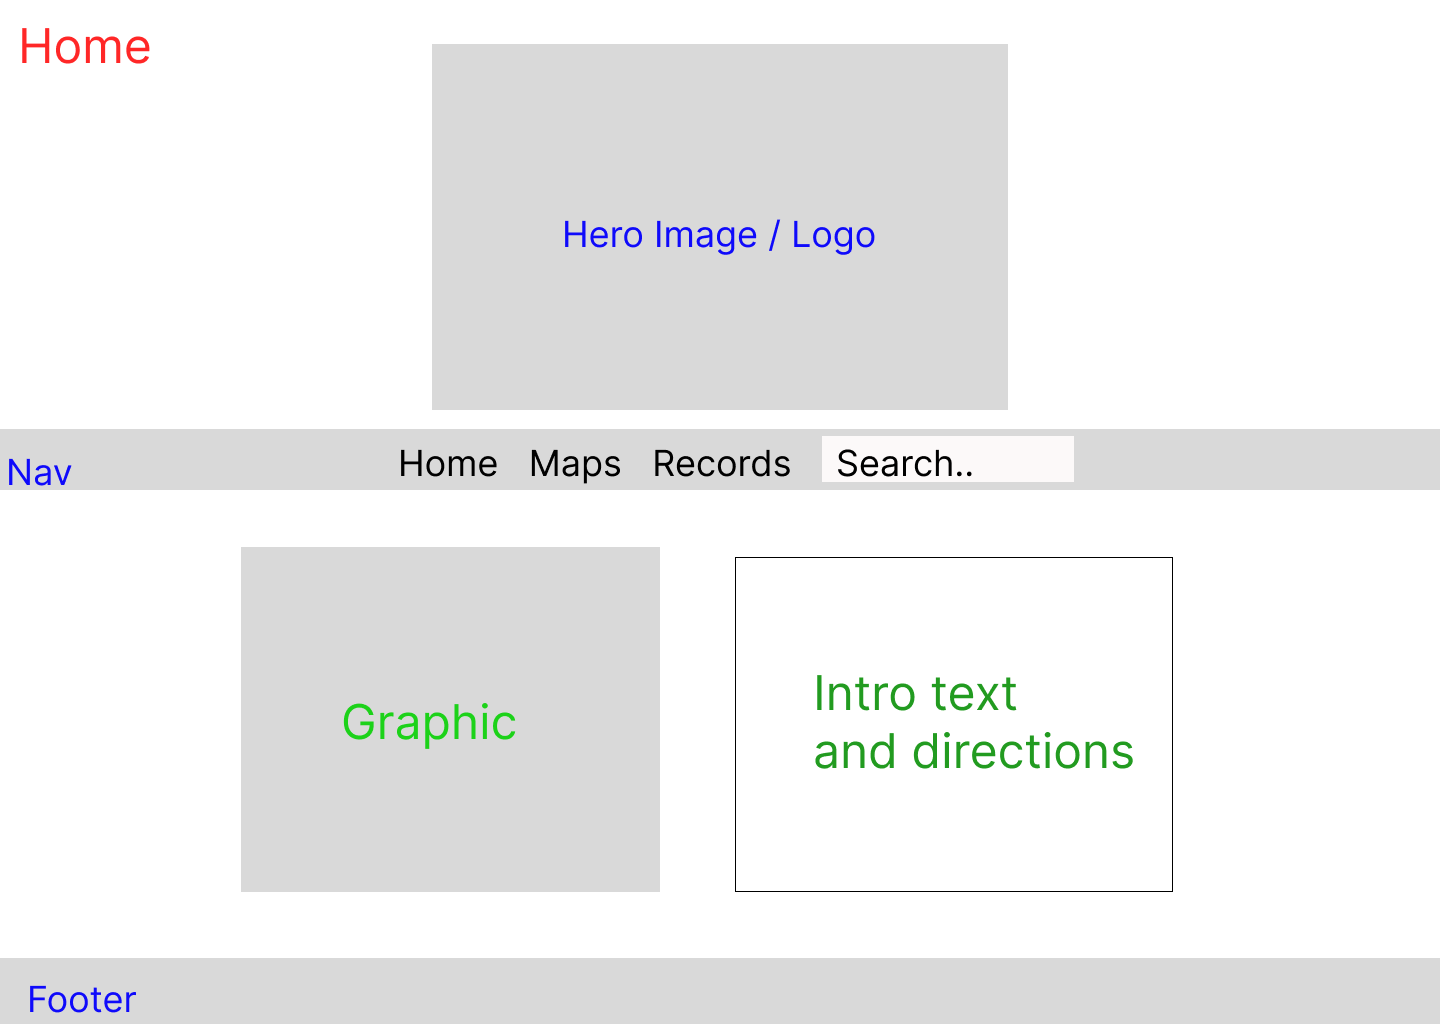 Home
Hero Image / Logo
Nav
Home Maps Records Search..
Graphic
Intro text
and directions
Footer